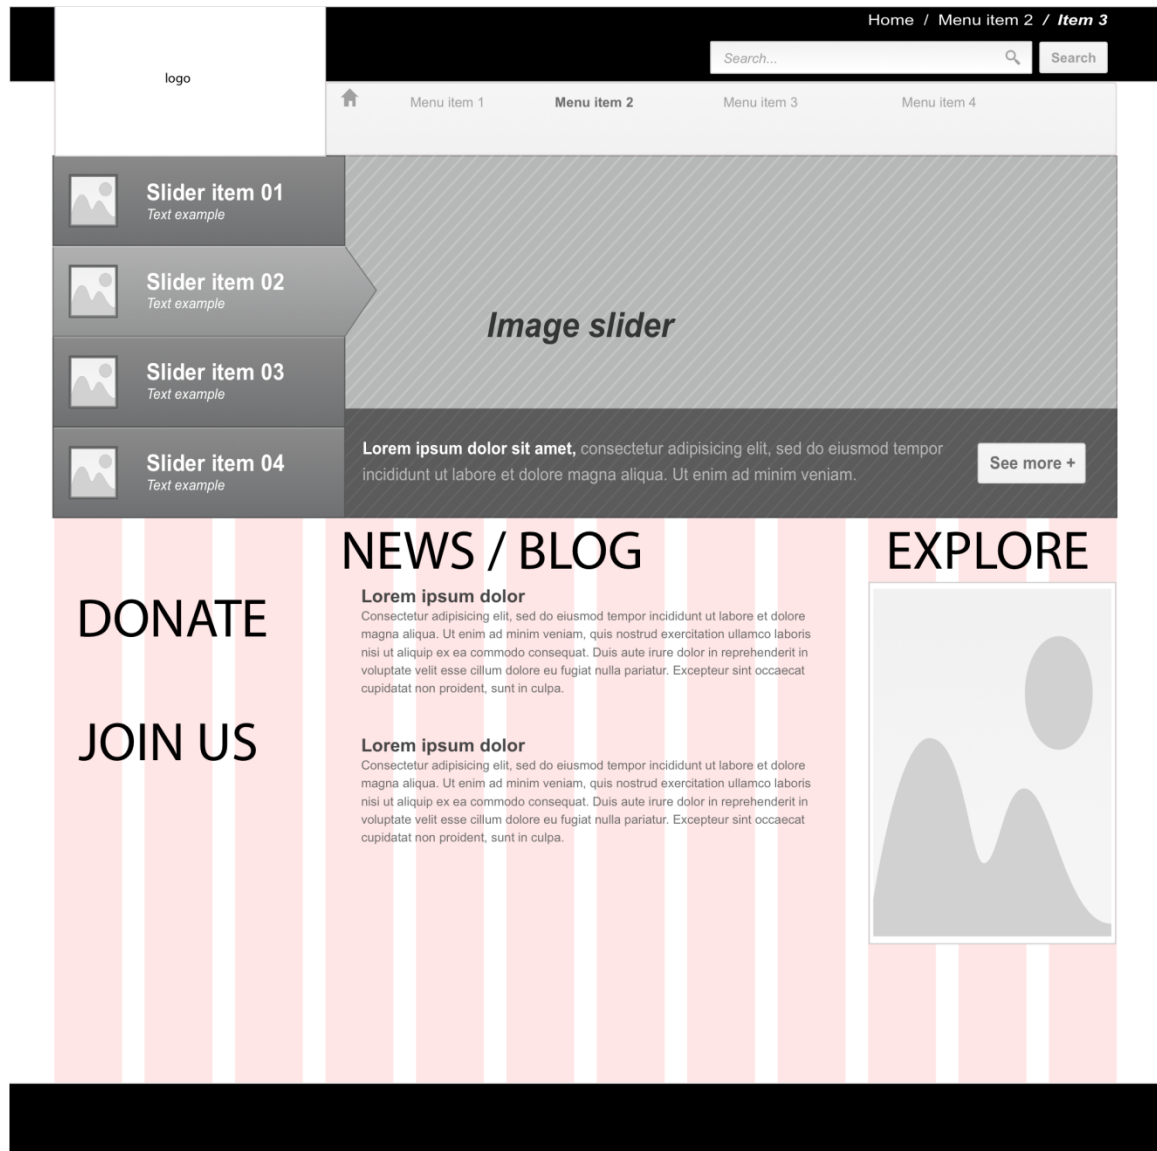 Home / Menu item 2 / Item 3
Search...
Search
logo
Menu item 1
Menu item 2
Menu item 3
Menu item 4
Slider item 01
Text example
Slider item 02
Text example
Slider item 03
Text example
Slider item 04
Text example
Image slider
Lorem ipsum dolor sit amet, consectetur adipisicing elit, sed do eiusmod tempor
incididunt ut labore et dolore magna aliqua. Ut enim ad minim veniam.
See more +
DONATE
JOIN US
NEWS / BLOG
Lorem ipsum dolor
Consectetur adipisicing elit, sed do eiusmod tempor incididunt ut labore et dolore
magna aliqua. Ut enim ad minim veniam, quis nostrud exercitation ullamco laboris
nisi ut aliquip ex ea commodo consequat. Duis aute irure dolor in reprehenderit in
voluptate velit esse cillum dolore eu fugiat nulla pariatur. Excepteur sint occaecat
cupidatat non proident, sunt in culpa.
Lorem ipsum dolor
Consectetur adipisicing elit, sed do eiusmod tempor incididunt ut labore et dolore
magna aliqua. Ut enim ad minim veniam, quis nostrud exercitation ullamco laboris
nisi ut aliquip ex ea commodo consequat. Duis aute irure dolor in reprehenderit in
voluptate velit esse cillum dolore eu fugiat nulla pariatur. Excepteur sint occaecat
cupidatat non proident, sunt in culpa.
EXPLORE